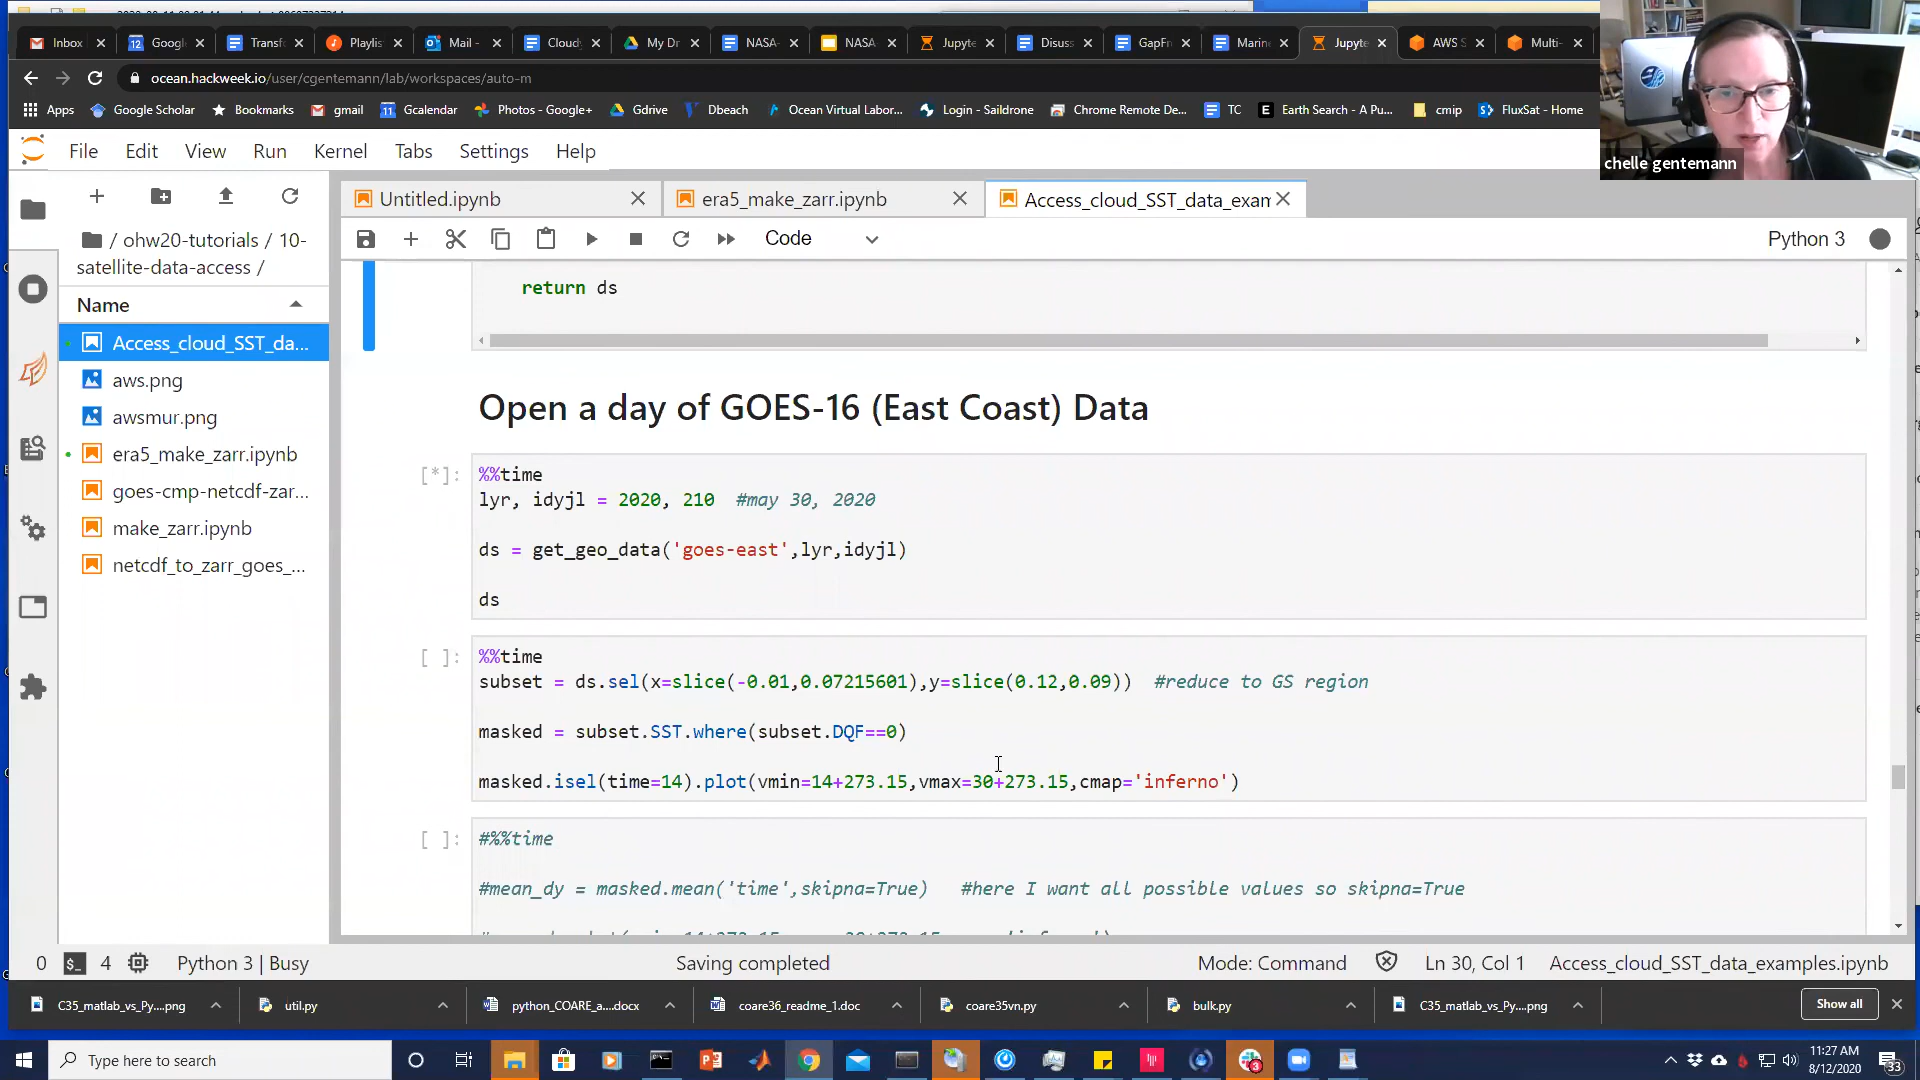 Inbox
Googl
Transf
Playlis
Mail -
Cloudy
My Dr
NASA-
NASA
Jupyte
Disuss
GapFr
Marine
Jupyte
AWS S
Multi-
ocean.hackweek.io/user/cgentemann/lab/workspaces/auto-m
Apps
Google Scholar
Bookmarks
gmail
Gcalendar
Photos - Google+
Gdrive
Dbeach
Ocean Virtual Labor...
Login - Saildrone
Chrome Remote De...
TC
Earth Search - A Pu...
cmip
FluxSat - Home
chelle gentemann
File Edit View Run Kernel Tabs Settings Help
Untitled.ipynb
era5_make_zarr.ipynb
Access_cloud_SST_data_exam
Code
Python 3
/ ohw20-tutorials / 10-
satellite-data-access /
Name
Access_cloud_SST_da...
aws.png
awsmur.png
era5_make_zarr.ipynb
goes-cmp-netcdf-zar...
make_zarr.ipynb
netcdf_to_zarr_goes_...
return ds
Open a day of GOES-16 (East Coast) Data
[*]:
%%time
lyr, idyjl = 2020, 210  #may 30, 2020
ds = get_geo_data('goes-east',lyr,idyjl)
ds
[ ]:
%%time
subset = ds.sel(x=slice(-0.01,0.07215601),y=slice(0.12,0.09))  #reduce to GS region
masked = subset.SST.where(subset.DQF==0)
masked.isel(time=14).plot(vmin=14+273.15,vmax=30+273.15,cmap='inferno')
[ ]:
#%%time
#mean_dy = masked.mean('time',skipna=True)   #here I want all possible values so skipna=True
0
4
Python 3 | Busy
Saving completed
Mode: Command
Ln 30, Col 1
Access_cloud_SST_data_examples.ipynb
C35_matlab_vs_Py....png
util.py
python_COARE_a....docx
coare36_readme_1.doc
coare35vn.py
bulk.py
C35_matlab_vs_Py....png
Show all
Type here to search
11:27 AM
8/12/2020
33